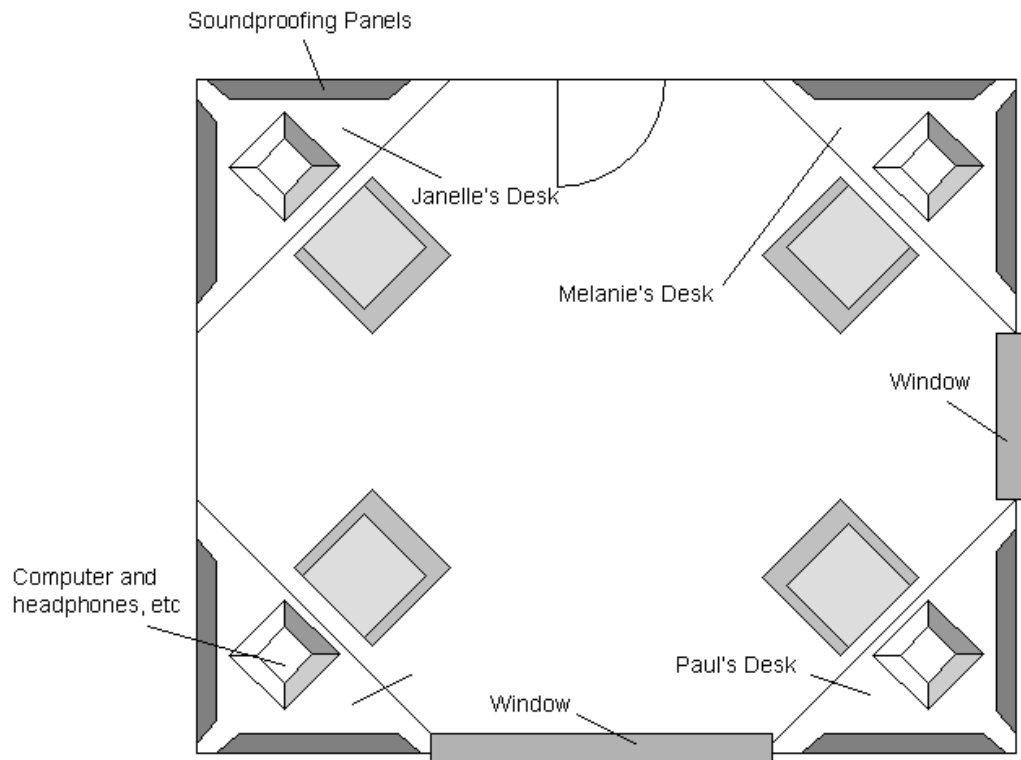 Soundproofing Panels
Janelle's Desk
Melanie's Desk
Window
Computer and
headphones, etc
Paul's Desk
Window